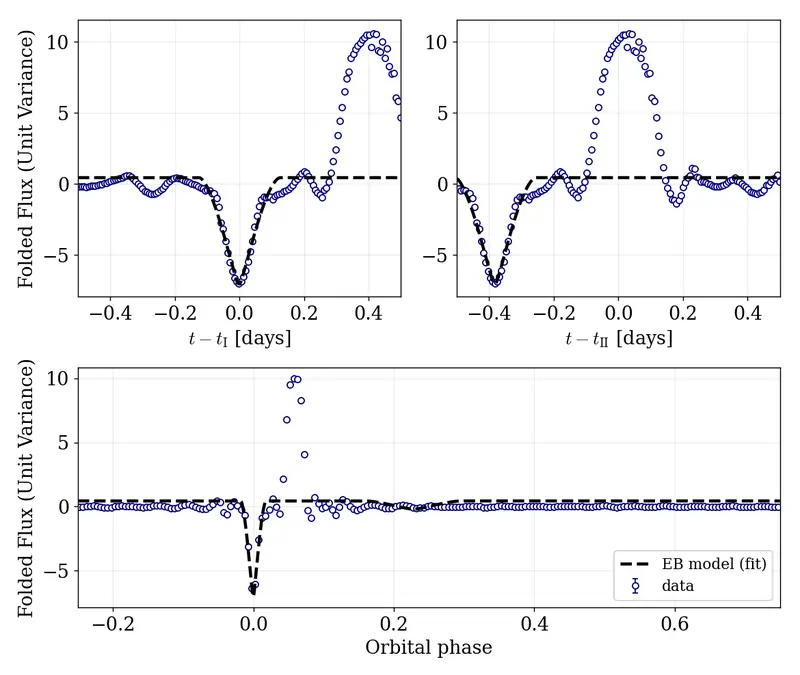 Folded Flux (Unit Variance)
10
5
0
−5
−0.4 −0.2 0.0 0.2 0.4
t − tI [days]
10
5
0
−5
−0.4 −0.2 0.0 0.2 0.4
t − tII [days]
Folded Flux (Unit Variance)
10
5
0
−5
EB model (fit)
data
−0.2 0.0 0.2 0.4 0.6
Orbital phase